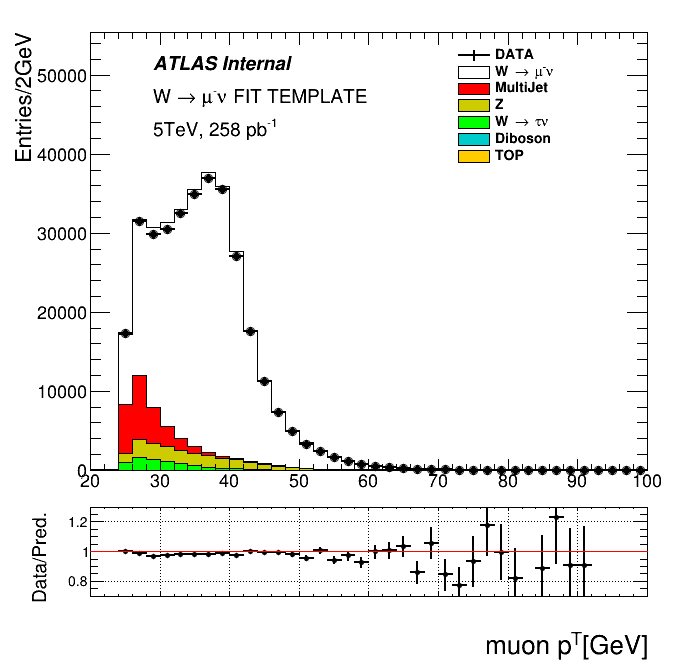 Entries/2GeV
50000
40000
30000
20000
10000
0
ATLAS Internal
W → μ⁻ν FIT TEMPLATE
5TeV, 258 pb⁻¹
DATA
W → μ⁻ν
MultiJet
Z
W → τν
Diboson
TOP
20 30 40 50 60 70 80 90 100
Data/Pred.
1.2
1
0.8
muon pᵀ[GeV]